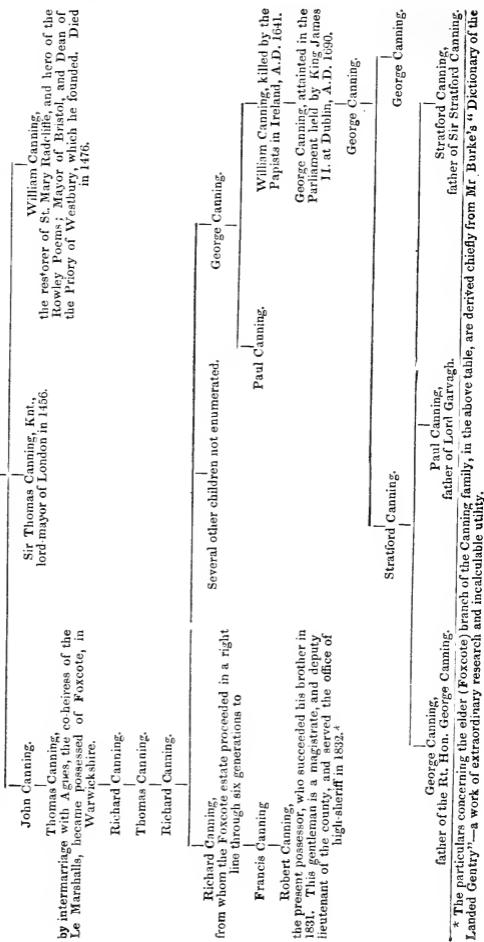 John Canning.
Sir Thomas Canning, Knt.,
lord-mayor of London in 1456.
William Canning,
the restorer of St. Mary Radcliffe, and hero of the
Rowley Poems; Mayor of Bristol, and Dean of
the Priory of Westbury, which he founded. Died
in 1476.
Thomas Canning,
by intermarriage with Agnes, the co-heiress of the
Le Marshalls, became possessed of Foxcote, in
Warwickshire.
Richard Canning.
Thomas Canning.
Richard Canning.
Richard Canning,
from whom the Foxcote estate proceeded in a right
line through six generations to
Several other children not enumerated.
George Canning.
Francis Canning
Robert Canning,
the present possessor, who succeeded his brother in
1831. This gentleman is a magistrate, and deputy
lieutenant of the county, and served the office of
high-sheriff in 1832.*
Paul Canning.
William Canning, killed by the
Papists in Ireland, A.D. 1641.
George Canning, attainted in the
Parliament held by King James
II. at Dublin, A.D. 1690.
George Canning.
Stratford Canning.
George Canning.
George Canning,
father of the Rt. Hon. George Canning.
Paul Canning,
father of Lord Garvagh.
Stratford Canning,
father of Sir Stratford Canning.
* The particulars concerning the elder (Foxcote) branch of the Canning family, in the above table, are derived chiefly from Mr Burke's "Dictionary of the
Landed Gentry"—a work of extraordinary research and incalculable utility.